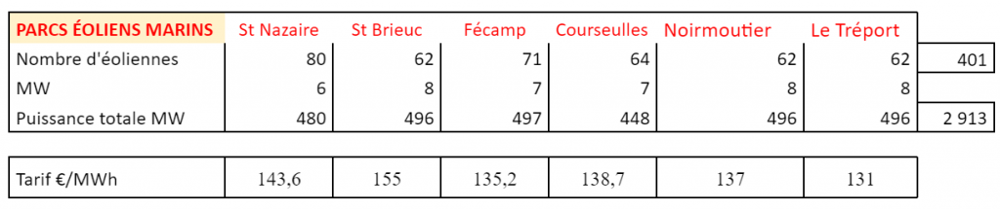 PARCS ÉOLIENS MARINS St Nazaire St Brieuc Fécamp Courseulles Noirmoutier Le Tréport
Nombre d'éoliennes 80 62 71 64 62 62 401
MW 6 8 7 7 8 8
Puissance totale MW 480 496 497 448 496 496 2 913
Tarif €/MWh 143,6 155 135,2 138,7 137 131